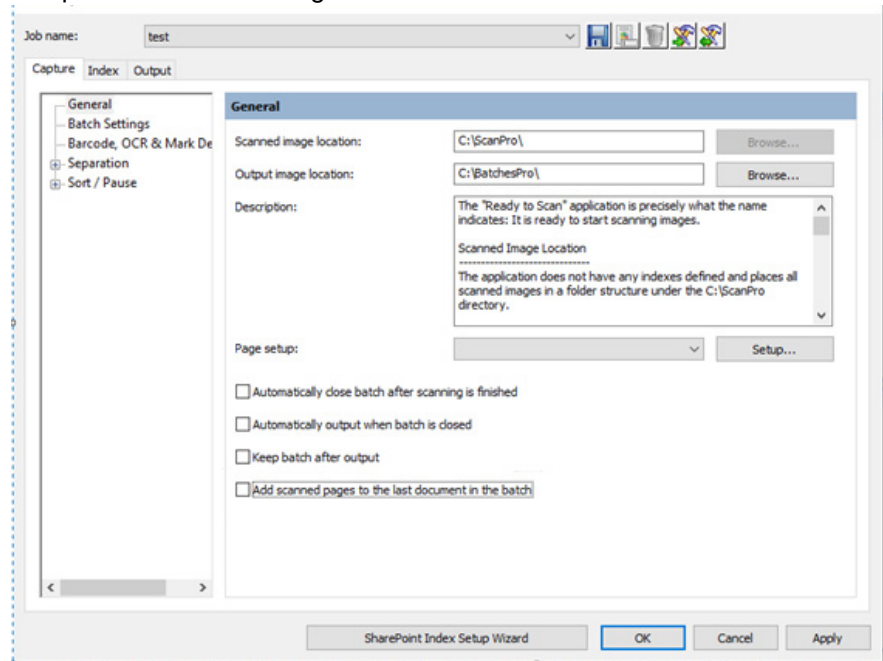 Job name:
test
Capture
Index
Output
General
Batch Settings
Barcode, OCR & Mark De
Separation
Sort / Pause
General
Scanned image location:
C:\ScanPro\
Browse...
Output image location:
C:\BatchesPro\
Browse...
Description:
The "Ready to Scan" application is precisely what the name
indicates: It is ready to start scanning images.
Scanned Image Location
-------------------------------
The application does not have any indexes defined and places all
scanned images in a folder structure under the C:\ScanPro
directory.
Page setup:
Setup...
Automatically close batch after scanning is finished
Automatically output when batch is closed
Keep batch after output
Add scanned pages to the last document in the batch
SharePoint Index Setup Wizard
OK
Cancel
Apply